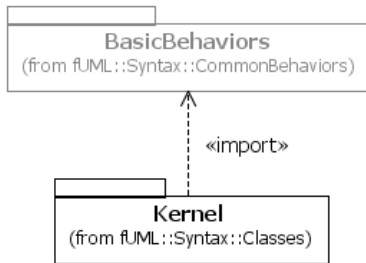 BasicBehaviors
(from fUML::Syntax::CommonBehaviors)
«import»
Kernel
(from fUML::Syntax::Classes)